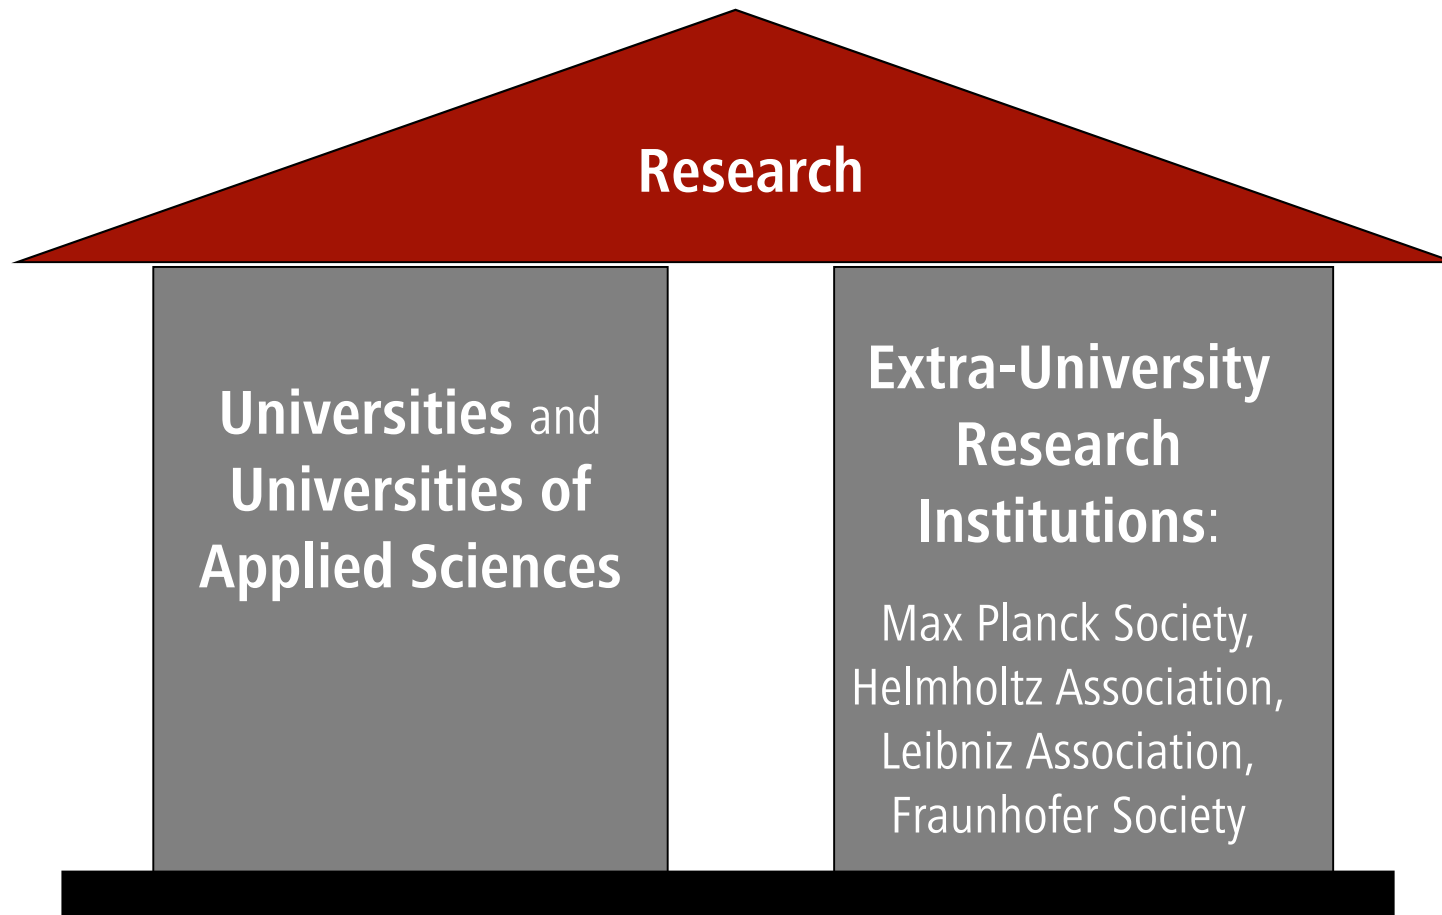 Research
Universities and
Universities of
Applied Sciences
Extra-University
Research
Institutions:
Max Planck Society,
Helmholtz Association,
Leibniz Association,
Fraunhofer Society